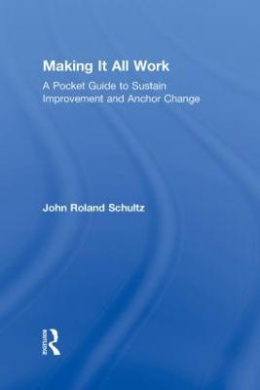 Making It All Work
A Pocket Guide to Sustain
Improvement and Anchor Change
John Roland Schultz
ROUTLEDGE